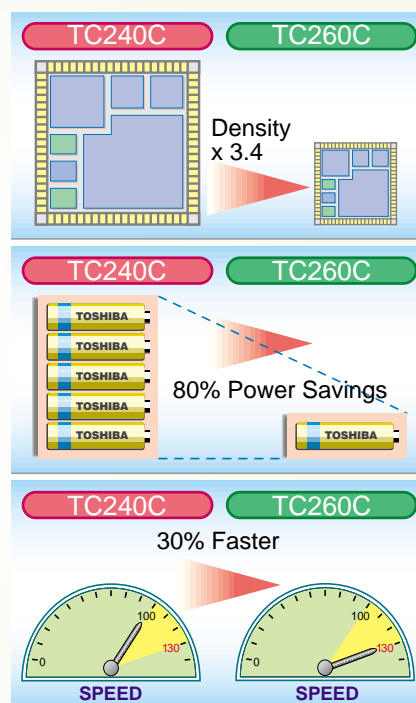 TC240C TC260C
Density
x 3.4
TC240C TC260C
TOSHIBA
TOSHIBA
TOSHIBA
TOSHIBA
TOSHIBA
80% Power Savings
TOSHIBA
TC240C TC260C
30% Faster
0 100 130
SPEED
0 100 130
SPEED